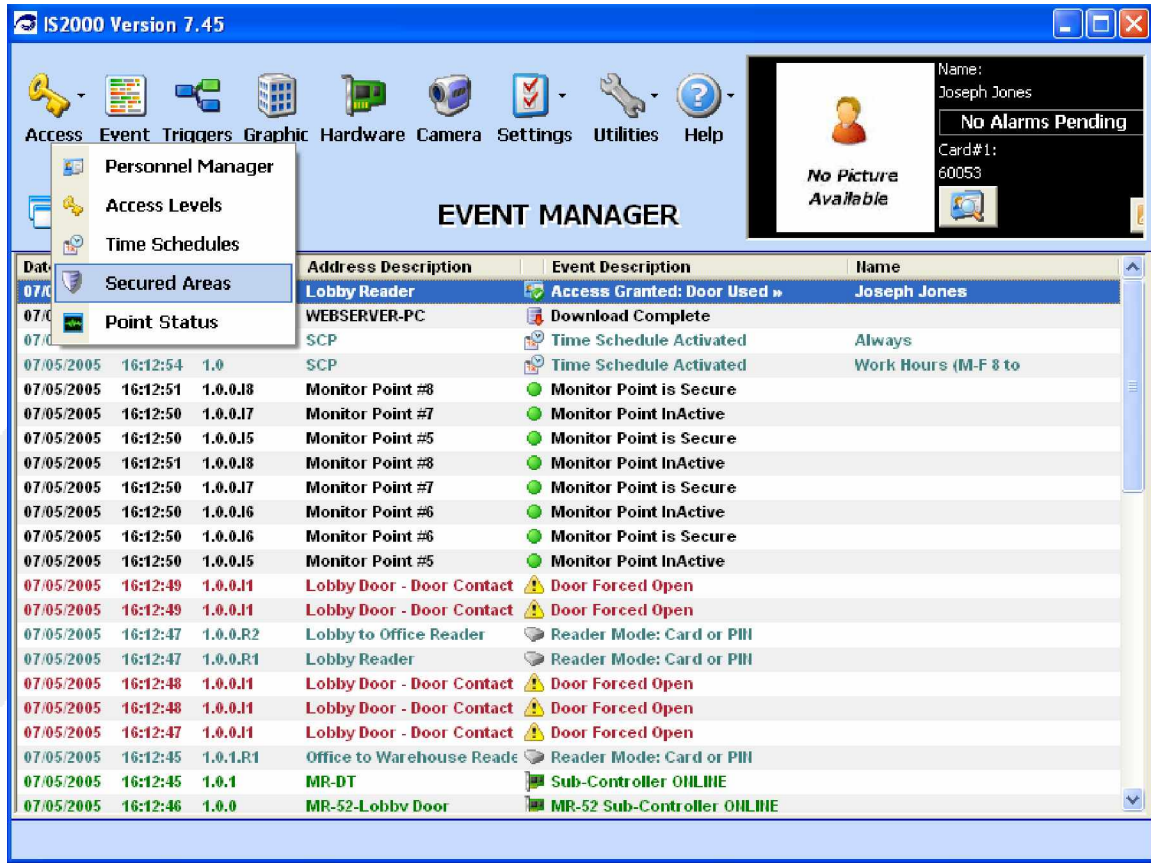 IS2000 Version 7.45
Access Event Triggers Graphic Hardware Camera Settings Utilities Help
Name:
Joseph Jones
No Alarms Pending
Card#1:
60053
No Picture
Available
Personnel Manager
Access Levels
Time Schedules
Secured Areas
Point Status
EVENT MANAGER
Dat Address Description Event Description Name
07/0 Lobby Reader Access Granted: Door Used » Joseph Jones
07/0 WEBSERVER-PC Download Complete
07/0 SCP Time Schedule Activated Always
07/05/2005 16:12:54 1.0 SCP Time Schedule Activated Work Hours (M-F 8 to
07/05/2005 16:12:51 1.0.0.I8 Monitor Point #8 Monitor Point is Secure
07/05/2005 16:12:50 1.0.0.I7 Monitor Point #7 Monitor Point InActive
07/05/2005 16:12:50 1.0.0.I5 Monitor Point #5 Monitor Point is Secure
07/05/2005 16:12:51 1.0.0.I8 Monitor Point #8 Monitor Point InActive
07/05/2005 16:12:50 1.0.0.I7 Monitor Point #7 Monitor Point is Secure
07/05/2005 16:12:50 1.0.0.I6 Monitor Point #6 Monitor Point InActive
07/05/2005 16:12:50 1.0.0.I6 Monitor Point #6 Monitor Point is Secure
07/05/2005 16:12:50 1.0.0.I5 Monitor Point #5 Monitor Point InActive
07/05/2005 16:12:49 1.0.0.I1 Lobby Door - Door Contact Door Forced Open
07/05/2005 16:12:49 1.0.0.I1 Lobby Door - Door Contact Door Forced Open
07/05/2005 16:12:47 1.0.0.R2 Lobby to Office Reader Reader Mode: Card or PIN
07/05/2005 16:12:47 1.0.0.R1 Lobby Reader Reader Mode: Card or PIN
07/05/2005 16:12:48 1.0.0.I1 Lobby Door - Door Contact Door Forced Open
07/05/2005 16:12:48 1.0.0.I1 Lobby Door - Door Contact Door Forced Open
07/05/2005 16:12:47 1.0.0.I1 Lobby Door - Door Contact Door Forced Open
07/05/2005 16:12:45 1.0.1.R1 Office to Warehouse Reade Reader Mode: Card or PIN
07/05/2005 16:12:45 1.0.1 MR-DT Sub-Controller ONLINE
07/05/2005 16:12:46 1.0.0 MR-52-Lobby Door MR-52 Sub-Controller ONLINE